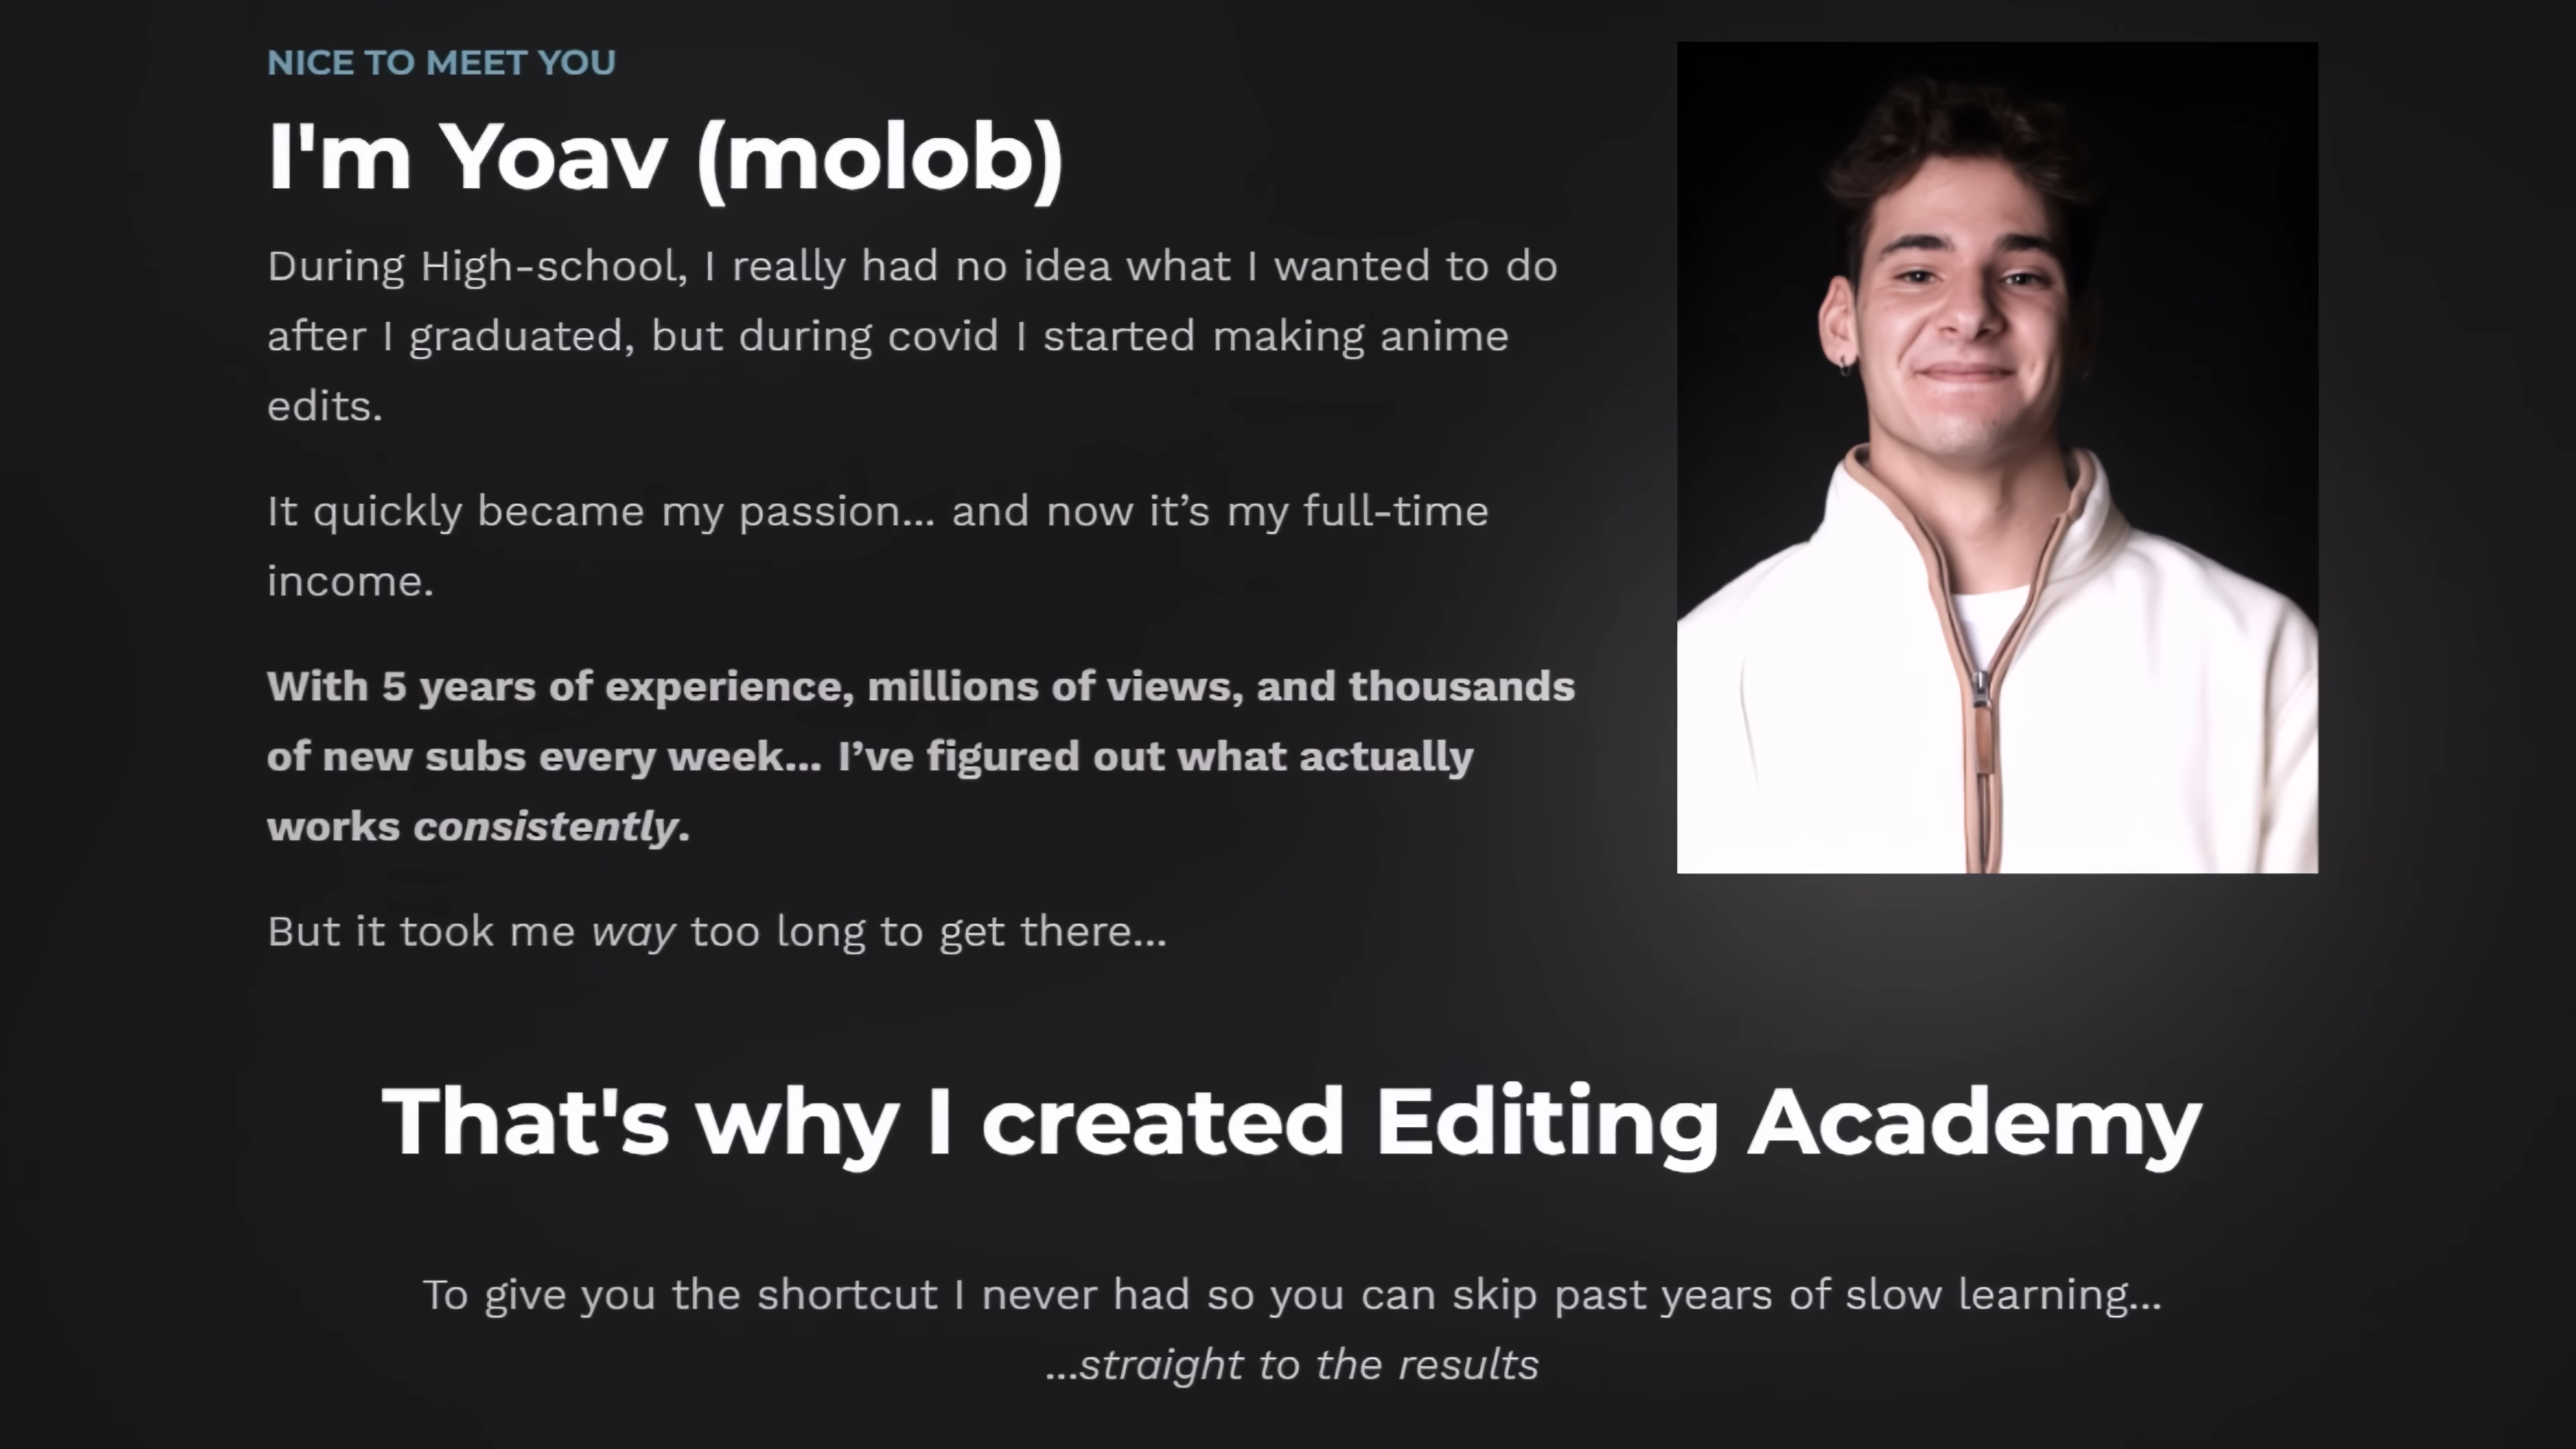 NICE TO MEET YOU
I'm Yoav (molob)
During High-school, I really had no idea what I wanted to do
after I graduated, but during covid I started making anime
edits.
It quickly became my passion... and now it’s my full-time
income.
With 5 years of experience, millions of views, and thousands
of new subs every week... I’ve figured out what actually
works consistently.
But it took me way too long to get there...
That's why I created Editing Academy
To give you the shortcut I never had so you can skip past years of slow learning...
...straight to the results